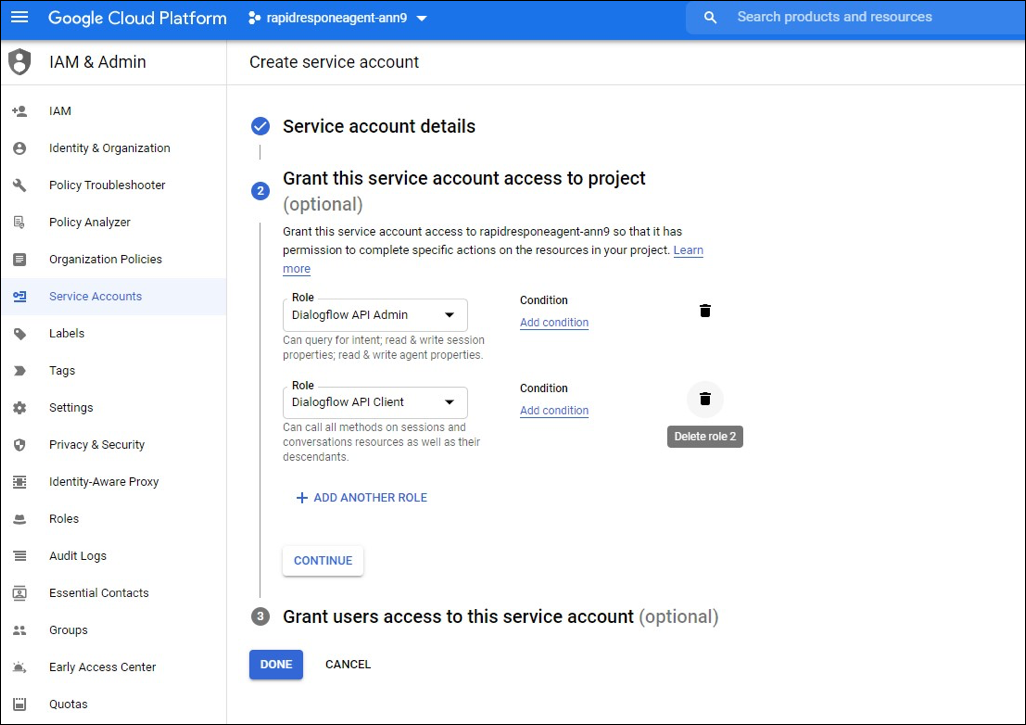 Google Cloud Platform
rapidresponeagent-ann9
Search products and resources
IAM & Admin
Create service account
IAM
Identity & Organization
Policy Troubleshooter
Policy Analyzer
Organization Policies
Service Accounts
Labels
Tags
Settings
Privacy & Security
Identity-Aware Proxy
Roles
Audit Logs
Essential Contacts
Groups
Early Access Center
Quotas
Service account details
2
Grant this service account access to project
(optional)
Grant this service account access to rapidresponeagent-ann9 so that it has
permission to complete specific actions on the resources in your project. Learn
more
Role
Dialogflow API Admin
Can query for intent; read & write session
properties; read & write agent properties.
Condition
Add condition
Role
Dialogflow API Client
Can call all methods on sessions and
conversations resources as well as their
descendants.
Condition
Add condition
Delete role 2
ADD ANOTHER ROLE
CONTINUE
3
Grant users access to this service account (optional)
DONE
CANCEL